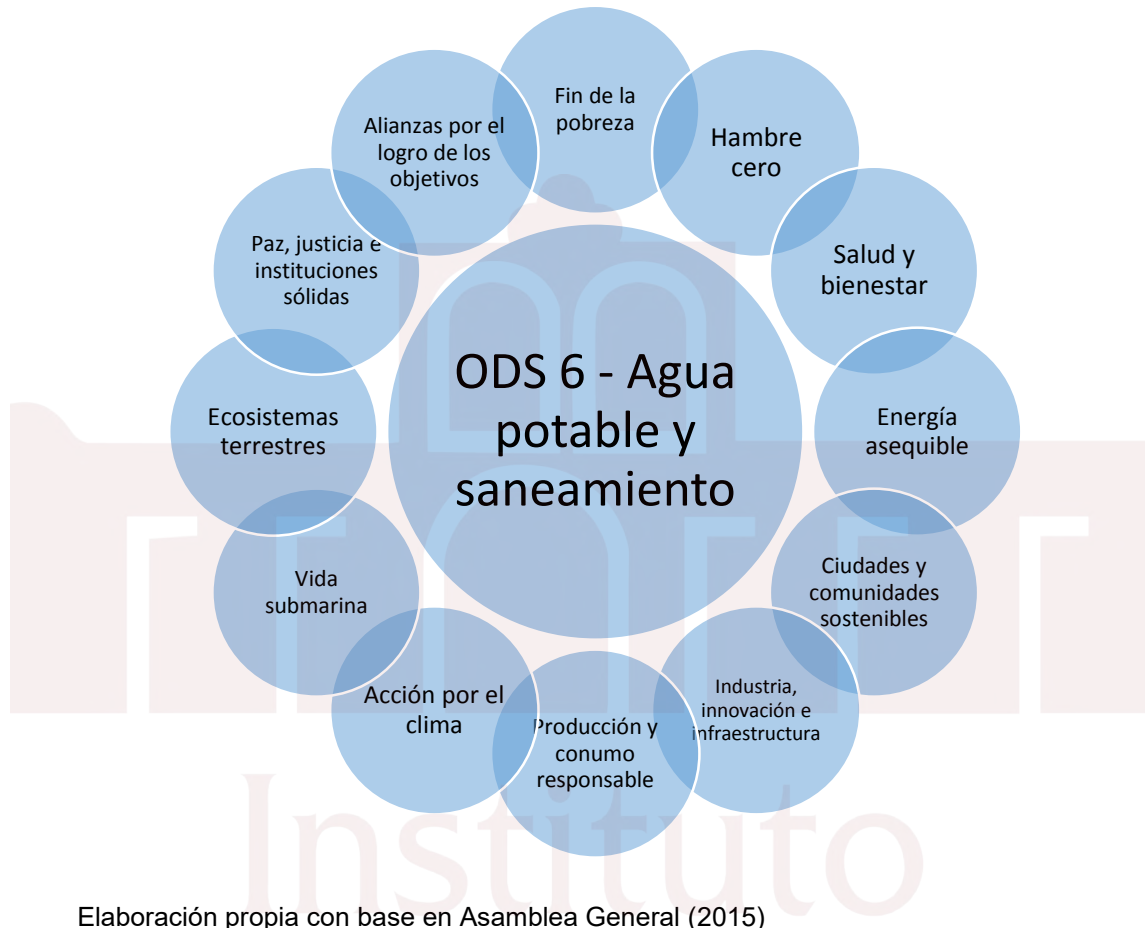 Fin de la
pobreza
Hambre
cero
Salud y
bienestar
Energía
asequible
Ciudades y
comunidades
sostenibles
Industria,
innovación e
infraestructura
Producción y
conumo
responsable
Acción por el
clima
Vida
submarina
Ecosistemas
terrestres
Paz, justicia e
instituciones
sólidas
Alianzas por el
logro de los
objetivos
ODS 6 - Agua
potable y
saneamiento
Instituto
Elaboración propia con base en Asamblea General (2015)